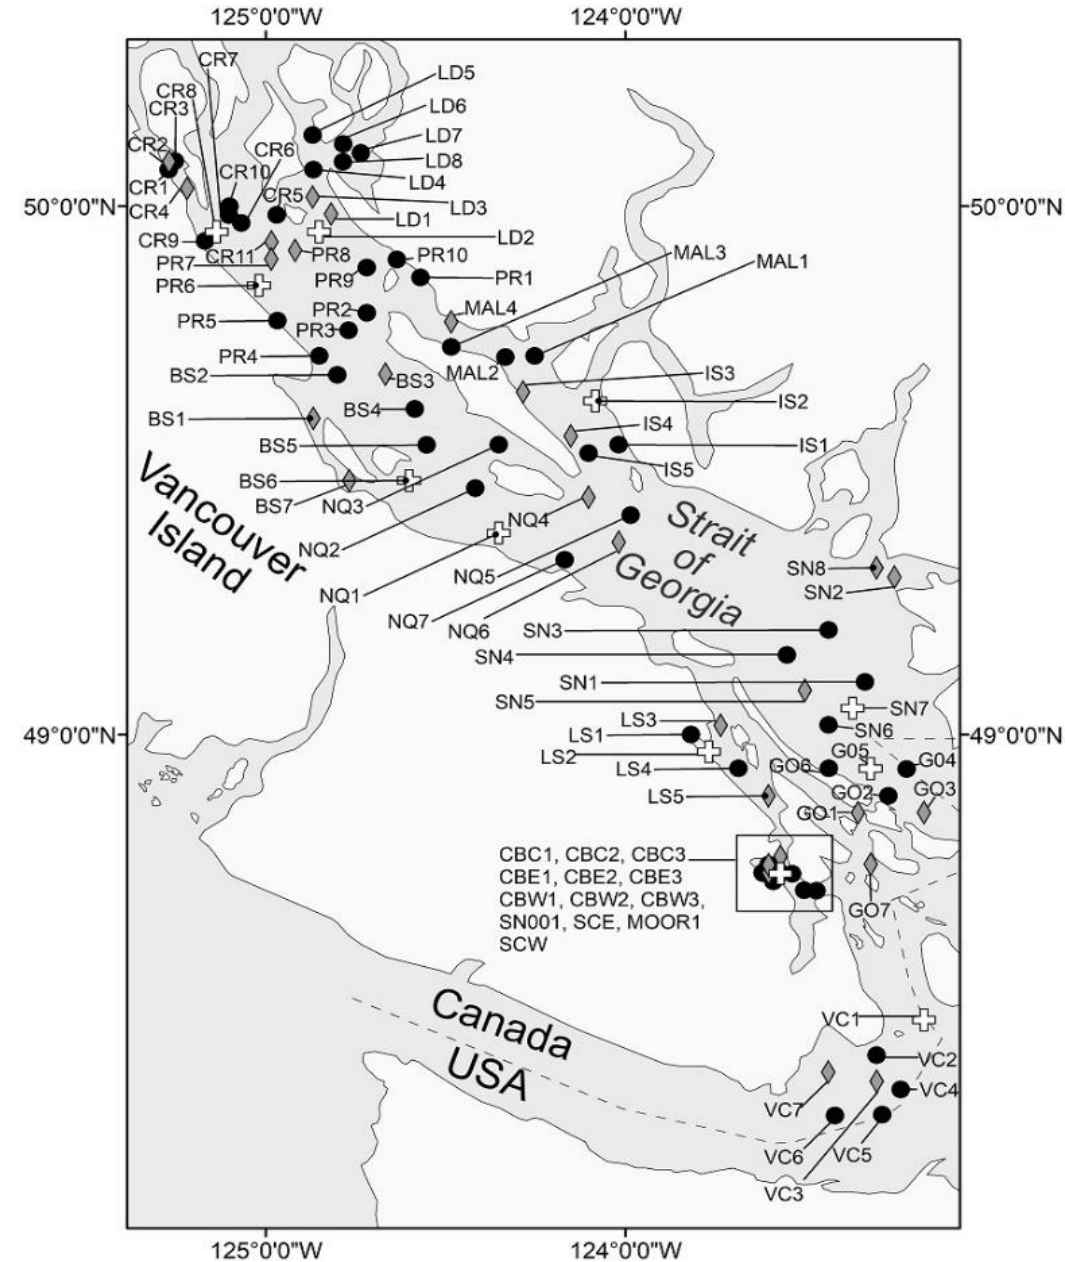 125°0'0"W
124°0'0"W
CR7
LD5
CR8
CR3
LD6
LD7
CR2
CR6
LD8
CR10
CR1
LD4
CR5
CR4
LD3
50°0'0"N
50°0'0"N
LD1
CR9
LD2
CR11
PR8
PR10
MAL3
MAL1
PR7
PR9
PR1
PR6
PR2
MAL4
PR5
PR3
PR4
MAL2
IS3
BS2
BS3
IS2
BS4
BS1
IS4
BS5
IS1
IS5
BS6
BS7
NQ3
NQ4
Vancouver
Island
Strait
of
Georgia
NQ2
NQ5
SN8
NQ1
SN2
NQ7
NQ6
SN3
SN4
SN1
SN5
SN7
LS3
SN6
LS1
49°0'0"N
49°0'0"N
LS2
G05
G04
LS4
GO6
LS5
GO2
GO3
GO1
CBC1, CBC2, CBC3
CBE1, CBE2, CBE3
CBW1, CBW2, CBW3,
SN001, SCE, MOOR1
SCW
GO7
Canada
USA
VC1
VC2
VC4
VC7
VC6
VC5
VC3
125°0'0"W
124°0'0"W